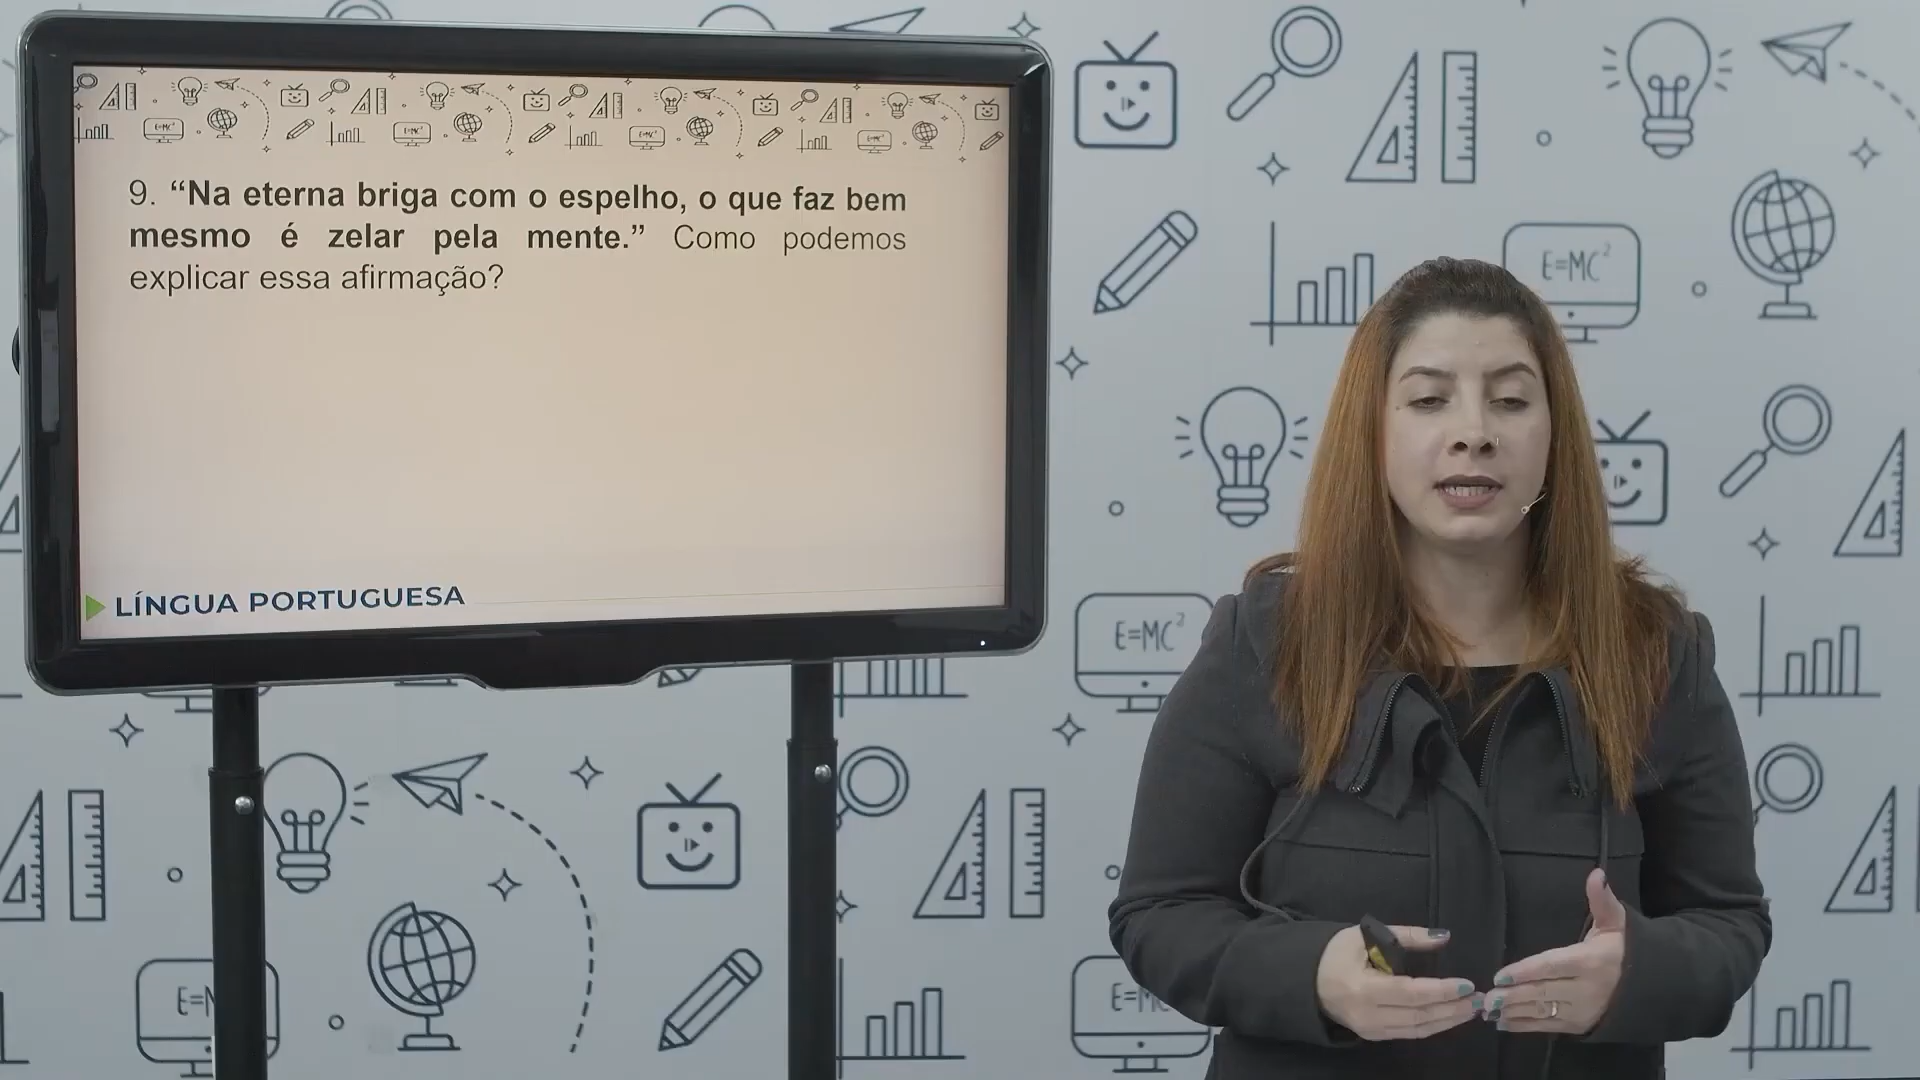 9. “Na eterna briga com o espelho, o que faz bem
mesmo é zelar pela mente.” Como podemos
explicar essa afirmação?
LÍNGUA PORTUGUESA
E=MC²
E=MC²